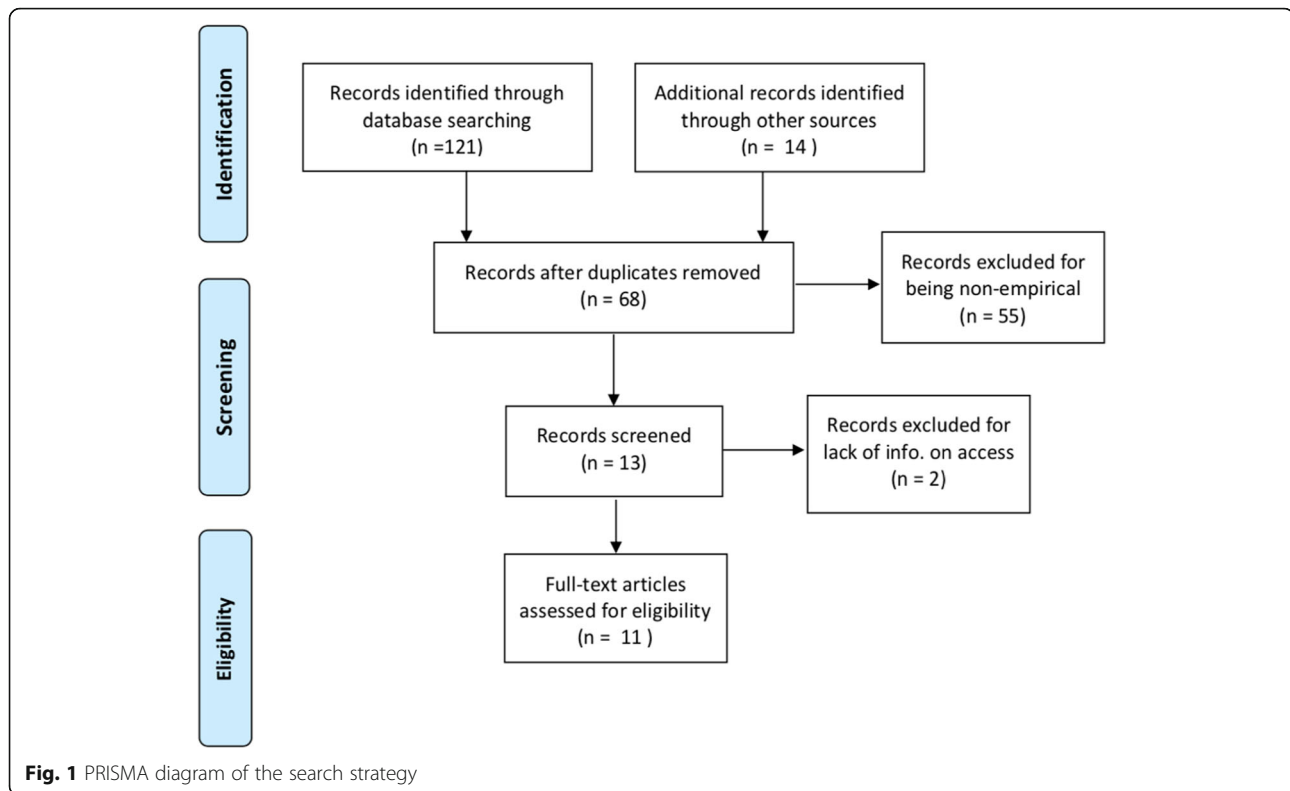 Identification
Records identified through
database searching
(n =121)
Additional records identified
through other sources
(n = 14 )
Records after duplicates removed
(n = 68)
Records excluded for
being non-empirical
(n = 55)
Screening
Records screened
(n = 13)
Records excluded for
lack of info. on access
(n = 2)
Eligibility
Full-text articles
assessed for eligibility
(n = 11 )
Fig. 1 PRISMA diagram of the search strategy